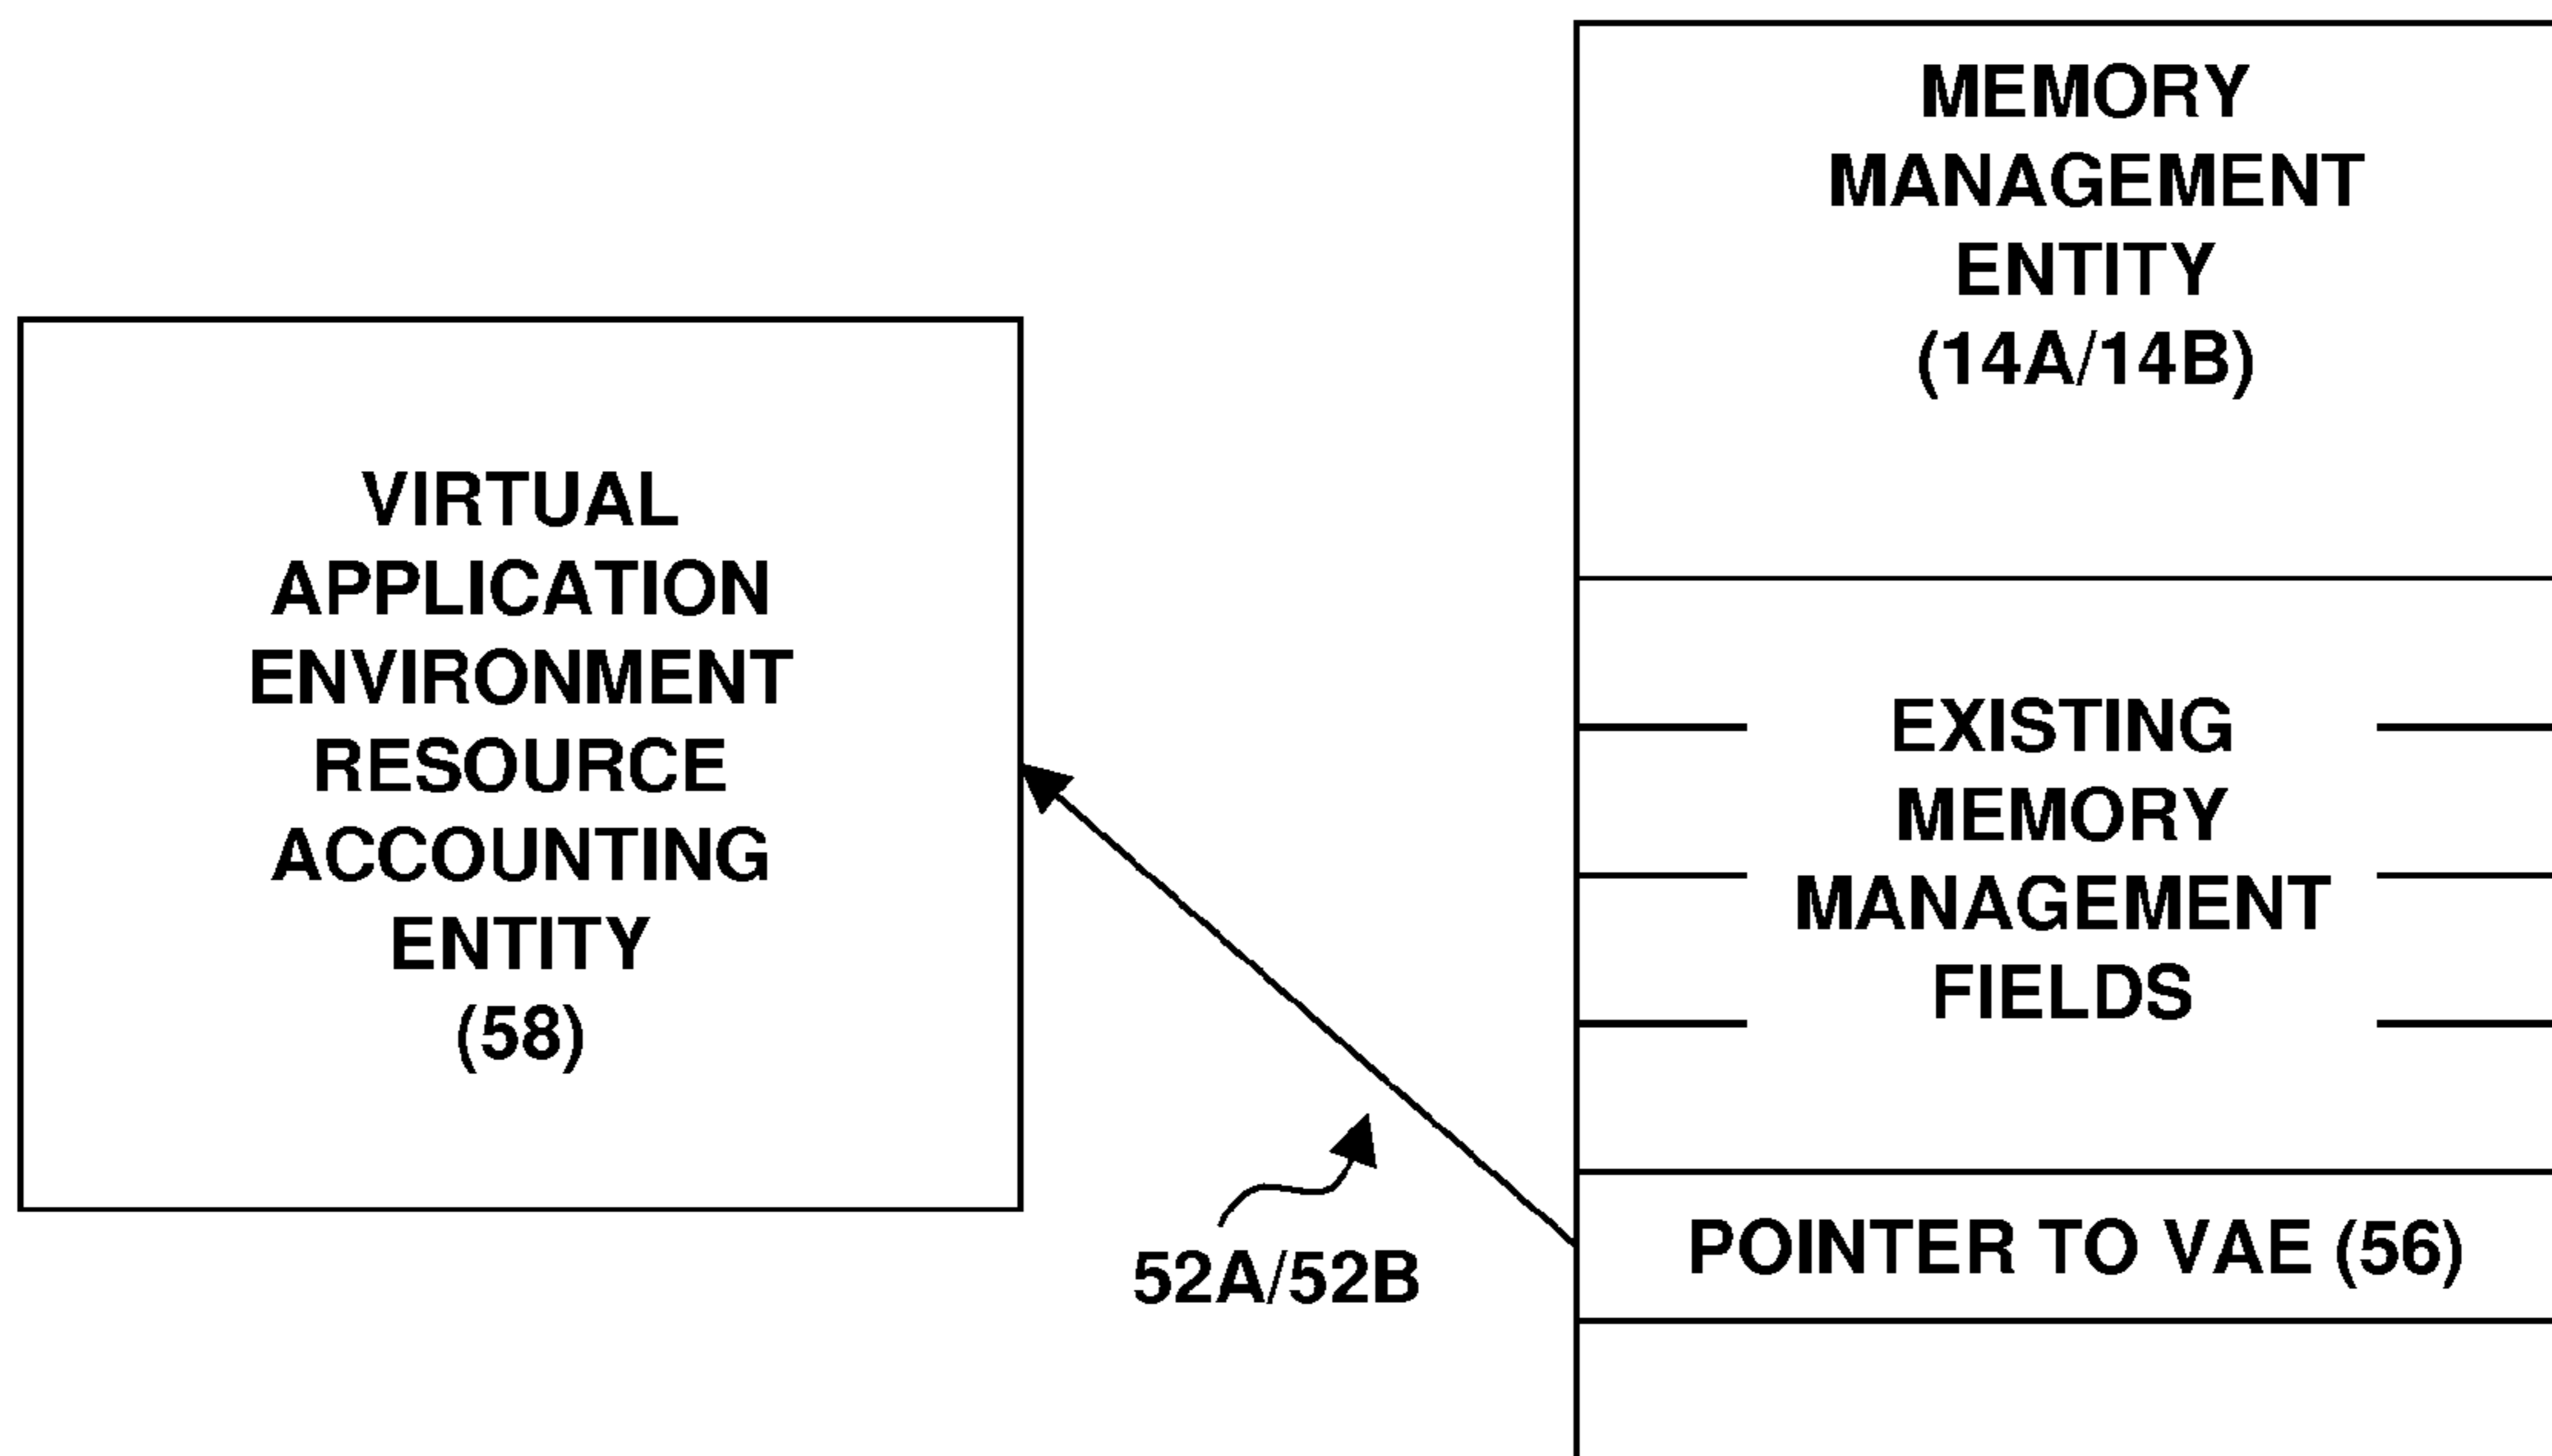 VIRTUAL
APPLICATION
ENVIRONMENT
RESOURCE
ACCOUNTING
ENTITY
(58)
52A/52B
MEMORY
MANAGEMENT
ENTITY
(14A/14B)
EXISTING
MEMORY
MANAGEMENT
FIELDS
POINTER TO VAE (56)